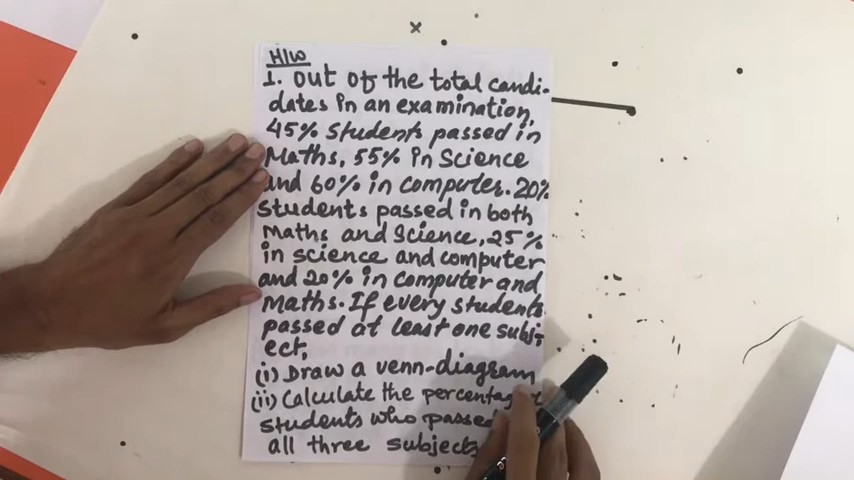 H/W
1. out of the total candi-
dates in an examination,
45% students passed in
Maths, 55% in Science
and 60% in computer. 20%
students passed in both
Maths and Science, 25%
in science and computer
and 20% in computer and
Maths. If every students
passed at least one subj-
ect,
(i) Draw a venn-diagram
(ii) Calculate the
students who passed
all three subjects